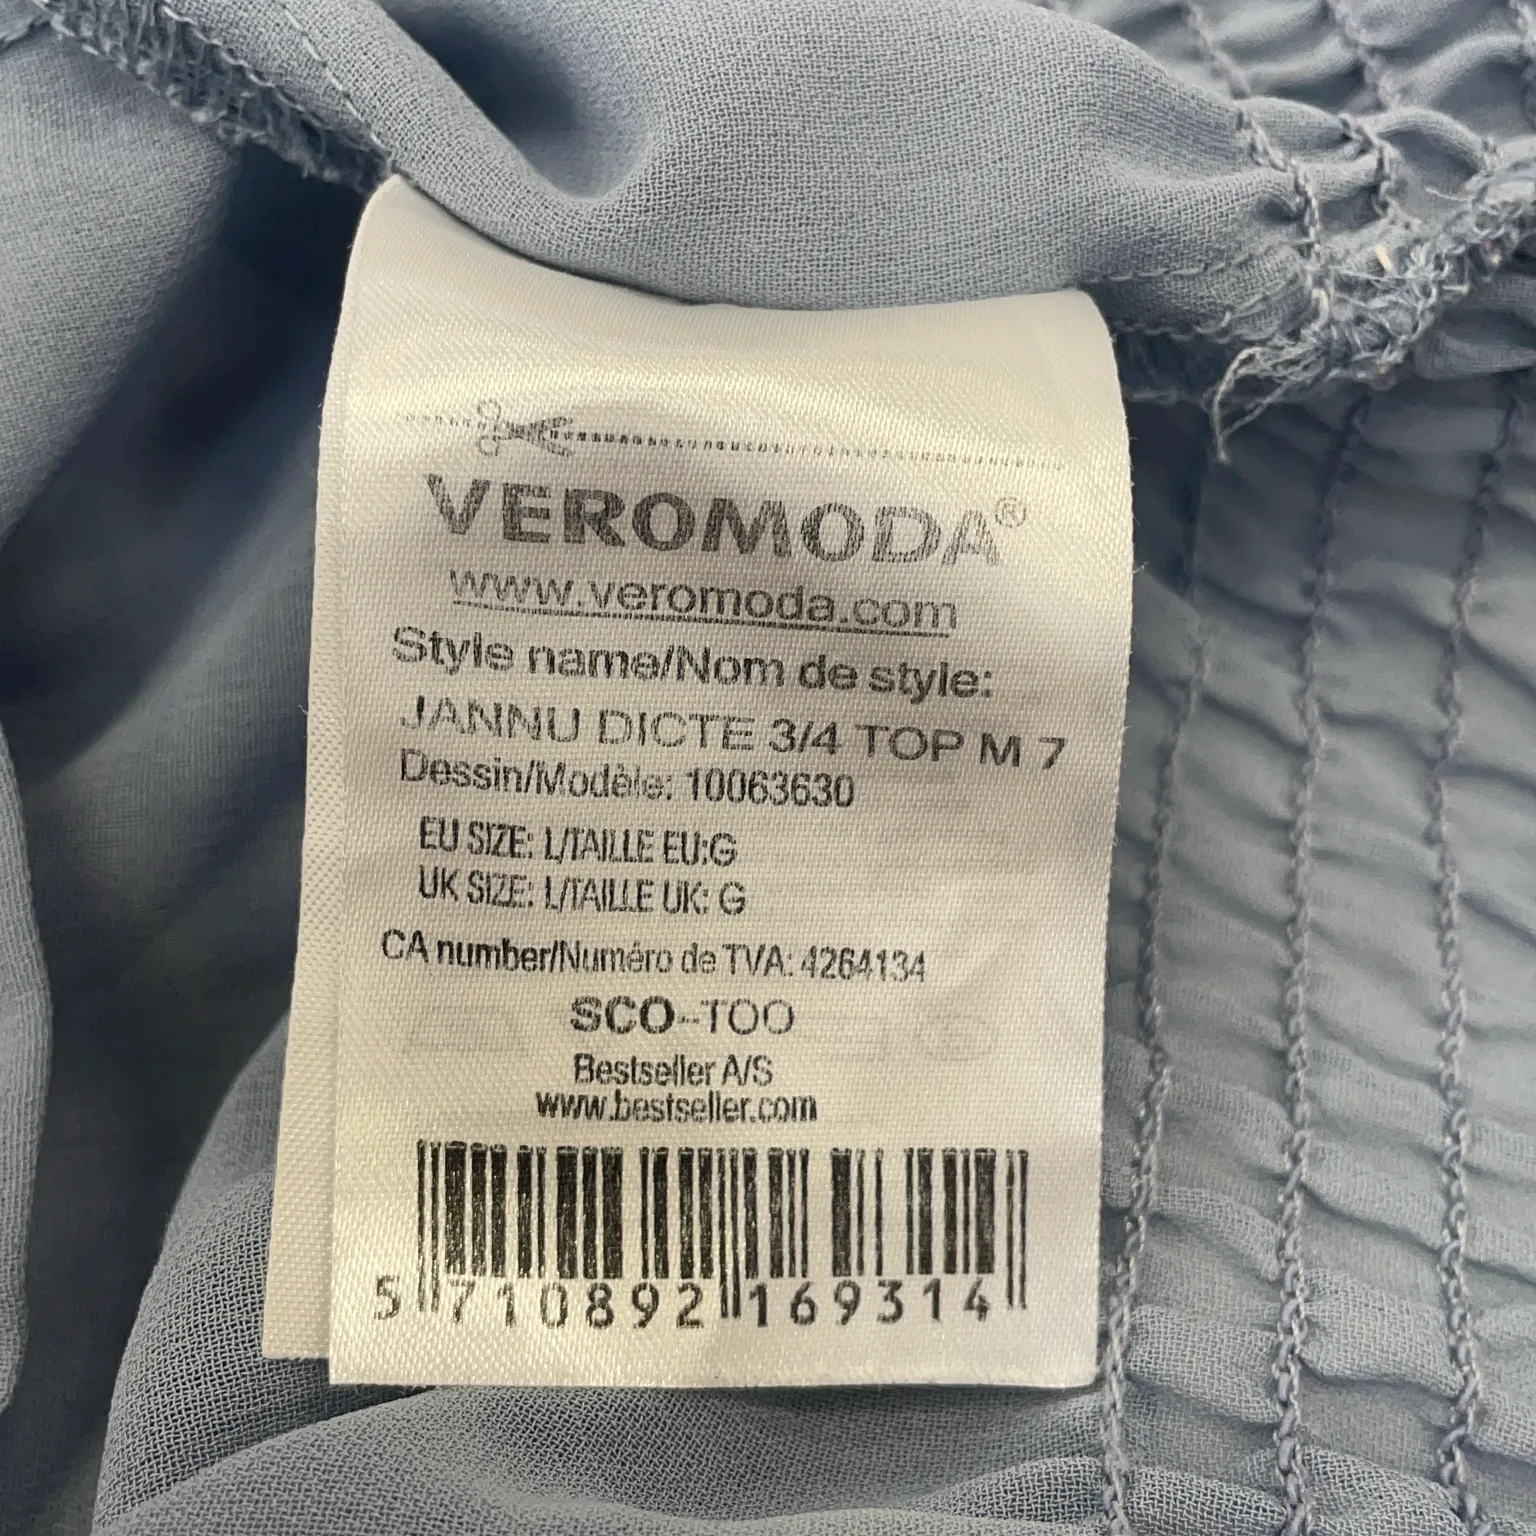 VEROMODA®
www.veromoda.com
Style name/Nom de style:
JANNU DICTE 3/4 TOP M 7
Dessin/Modèle: 10063630
EU SIZE: L/TAILLE EU:G
UK SIZE: L/TAILLE UK: G
CA number/Numéro de TVA: 4264134
SCO-TOO
Bestseller A/S
www.bestseller.com
5 710892 169314